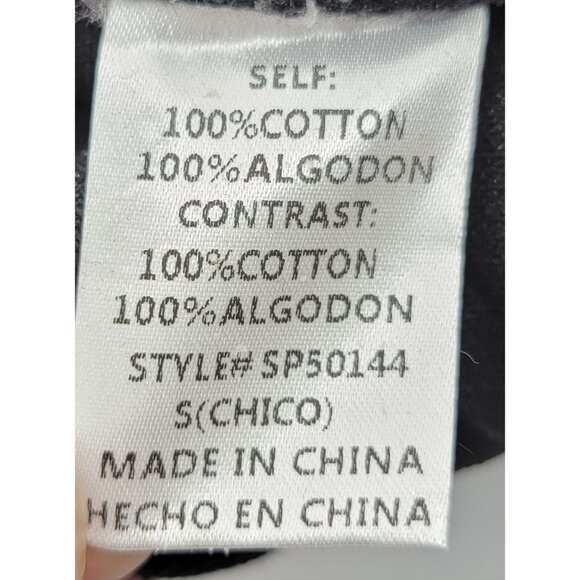 SELF:
100%COTTON
100%ALGODON
CONTRAST:
100%COTTON
100%ALGODON
STYLE# SP50144
S(CHICO)
MADE IN CHINA
HECHO EN CHINA